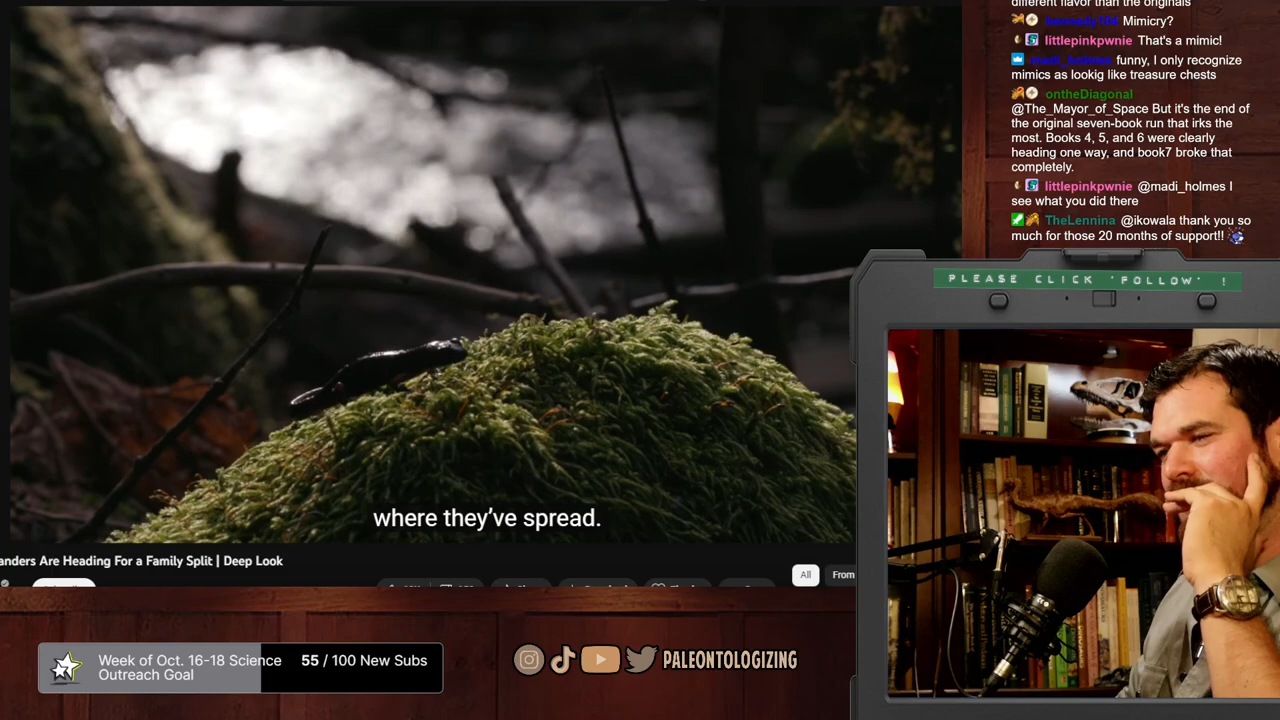 different flavor than the originals
kennedy106 Mimicry?
littlepinkpwnie That's a mimic!
madi_holmes funny, I only recognize
mimics as lookig like treasure chests
ontheDiagonal
@The_Mayor_of_Space But it's the end of
the original seven-book run that irks the
most. Books 4, 5, and 6 were clearly
heading one way, and book7 broke that
completely.
littlepinkpwnie @madi_holmes I
see what you did there
TheLennina @ikowala thank you so
much for those 20 months of support!!
PLEASE CLICK 'FOLLOW' !
where they've spread.
anders Are Heading For a Family Split | Deep Look
All
From
Week of Oct. 16-18 Science
Outreach Goal
55 / 100 New Subs
PALEONTOLOGIZING